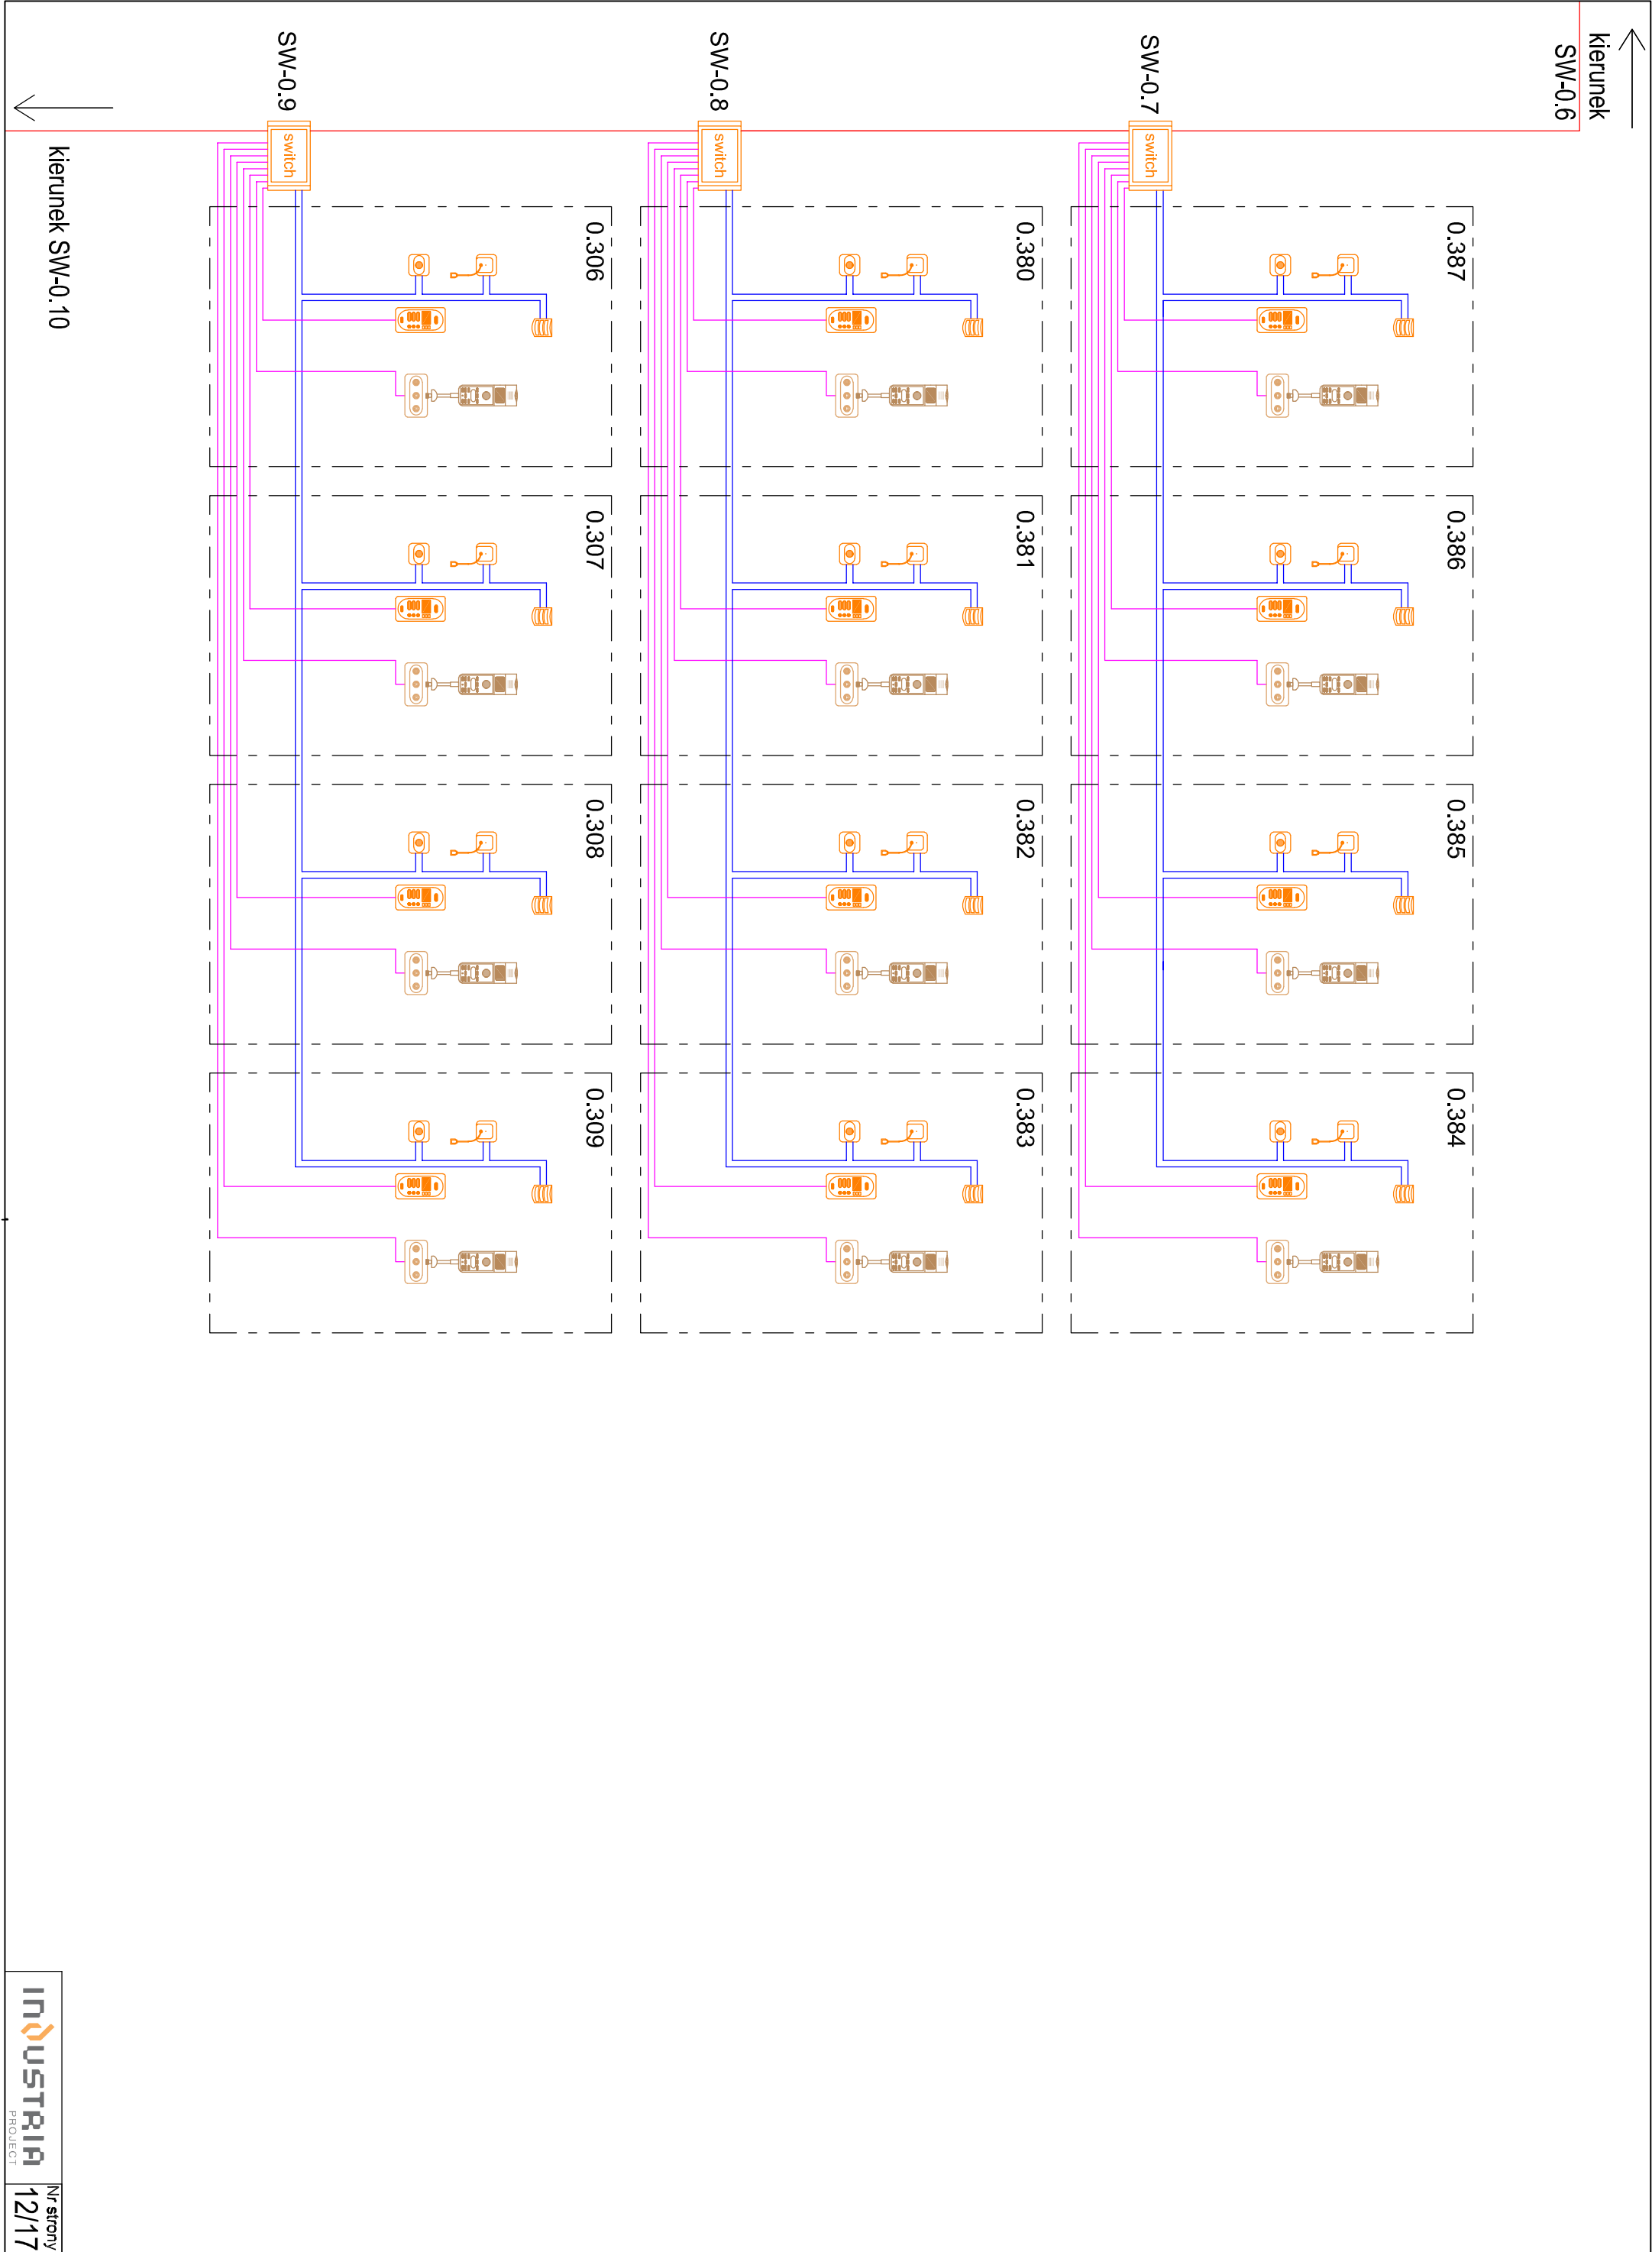 kierunek
SW-0.6
SW-0.7
switch
0.387
0.386
0.385
0.384
SW-0.8
switch
0.380
0.381
0.382
0.383
SW-0.9
switch
0.306
0.307
0.308
0.309
kierunek SW-0.10
INDUSTRIA
PROJECT
Nr strony
12/17